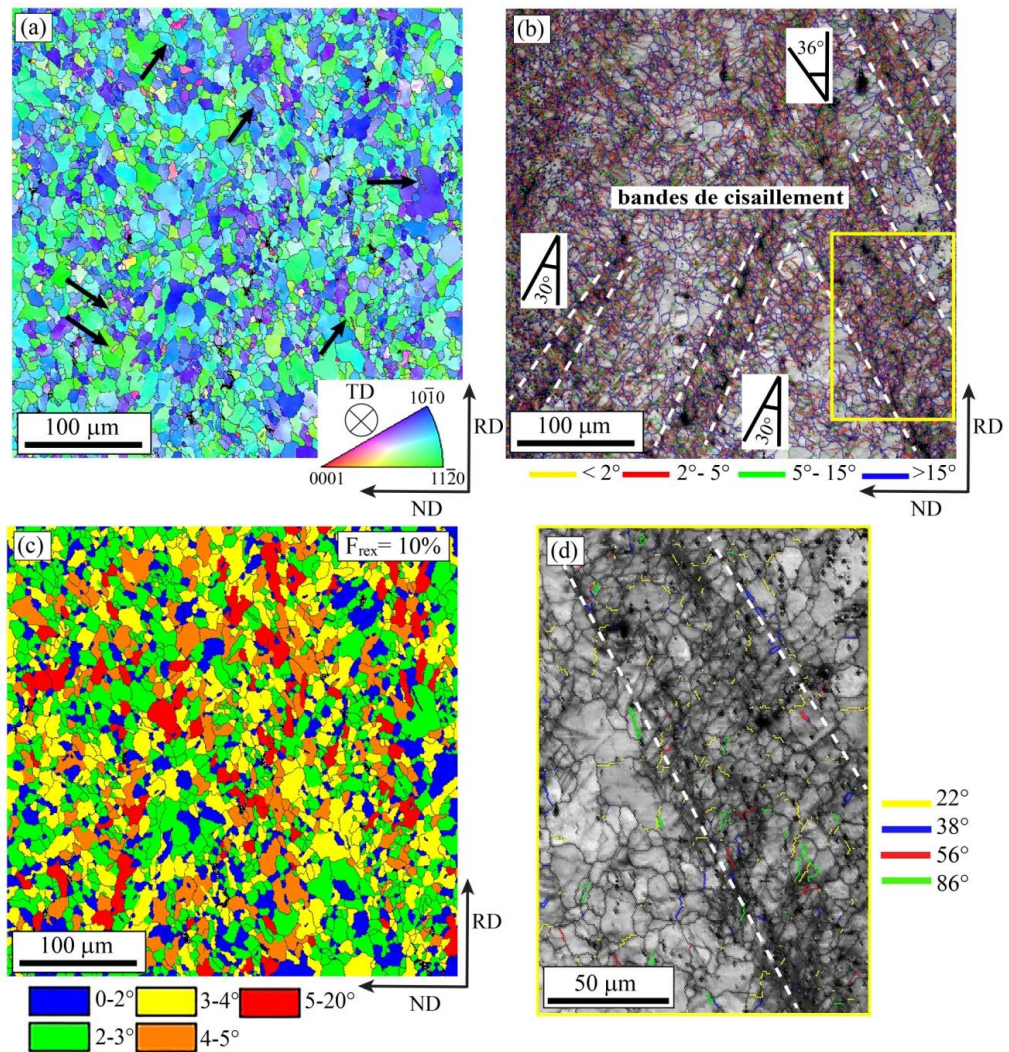 (a)
TD
101̄0
0001
112̄0
100 µm
RD
ND
(b)
36°
bandes de cisaillement
30°
30°
100 µm
RD
ND
< 2°
2°- 5°
5°- 15°
>15°
(c)
Frex= 10%
100 µm
RD
ND
0-2°
3-4°
5-20°
2-3°
4-5°
(d)
22°
38°
56°
86°
50 µm